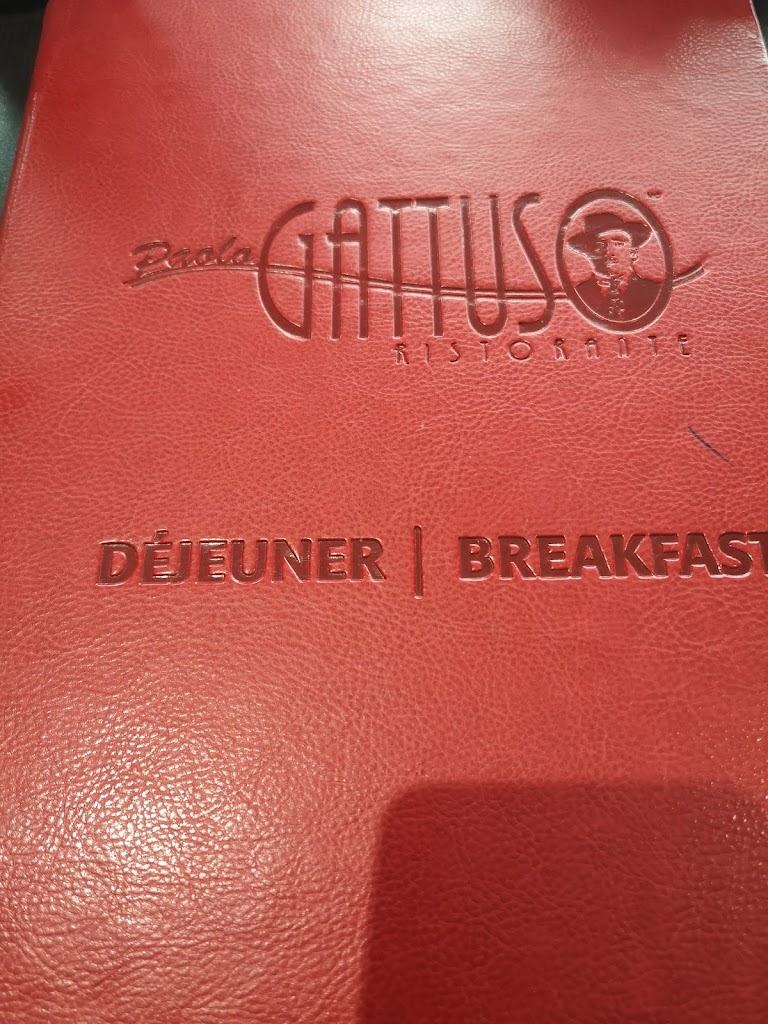 Paolo GATTUSO
RISTORANTE
DÉJEUNER | BREAKFAST